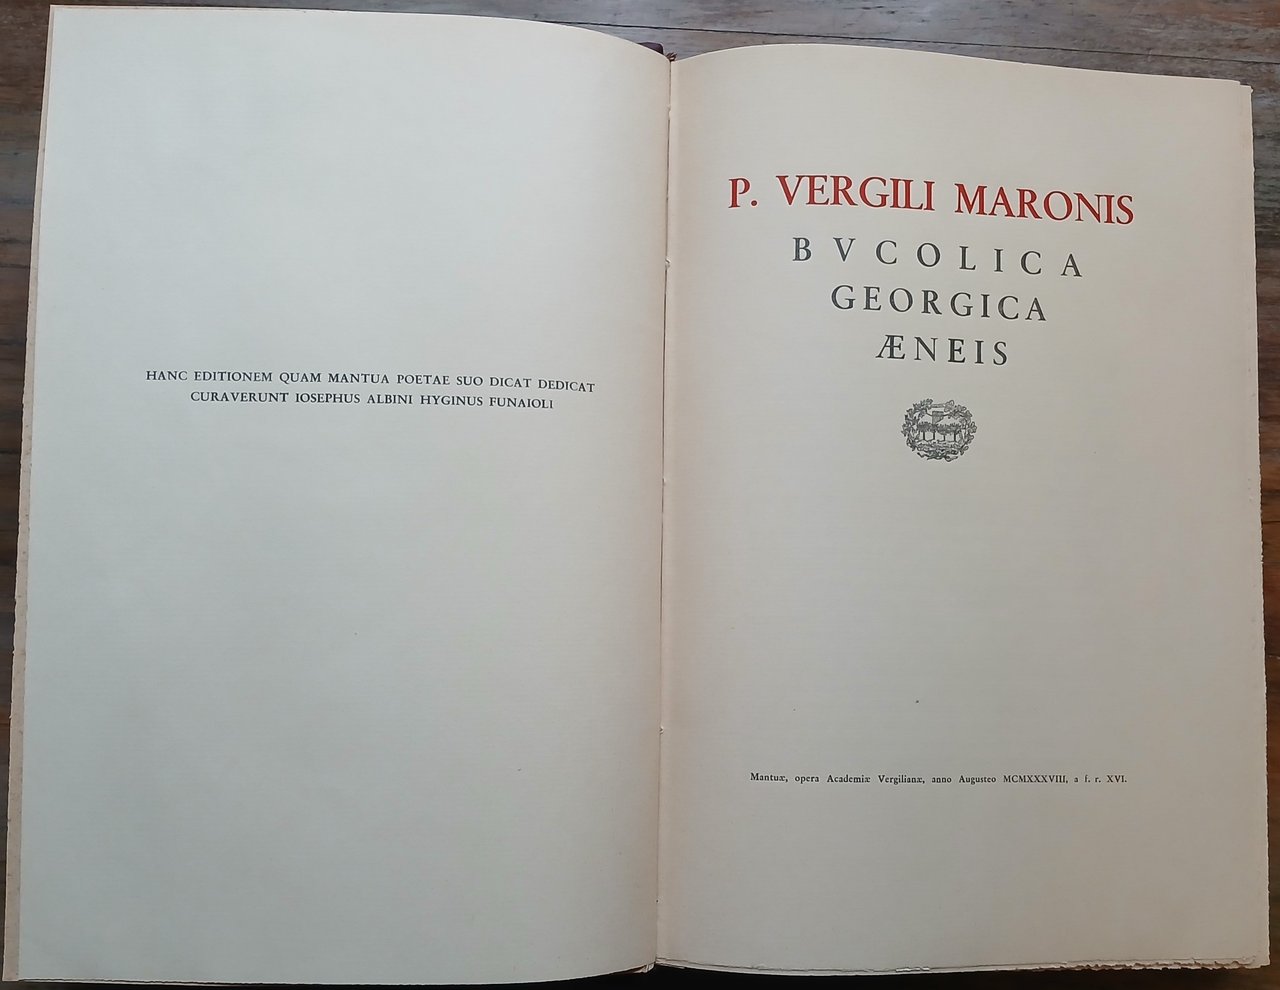 HANC EDITIONEM QUAM MANTUA POETAE SUO DICAT DEDICAT
CURAVERUNT IOSEPHUS ALBINI HYGINUS FUNAIOLI
P. VERGILI MARONIS
BVCOLICA
GEORGICA
ÆNEIS
Mantuæ, opera Academiæ Vergilianæ, anno Augusteo MCMXXXVIII, a f. r. XVI.